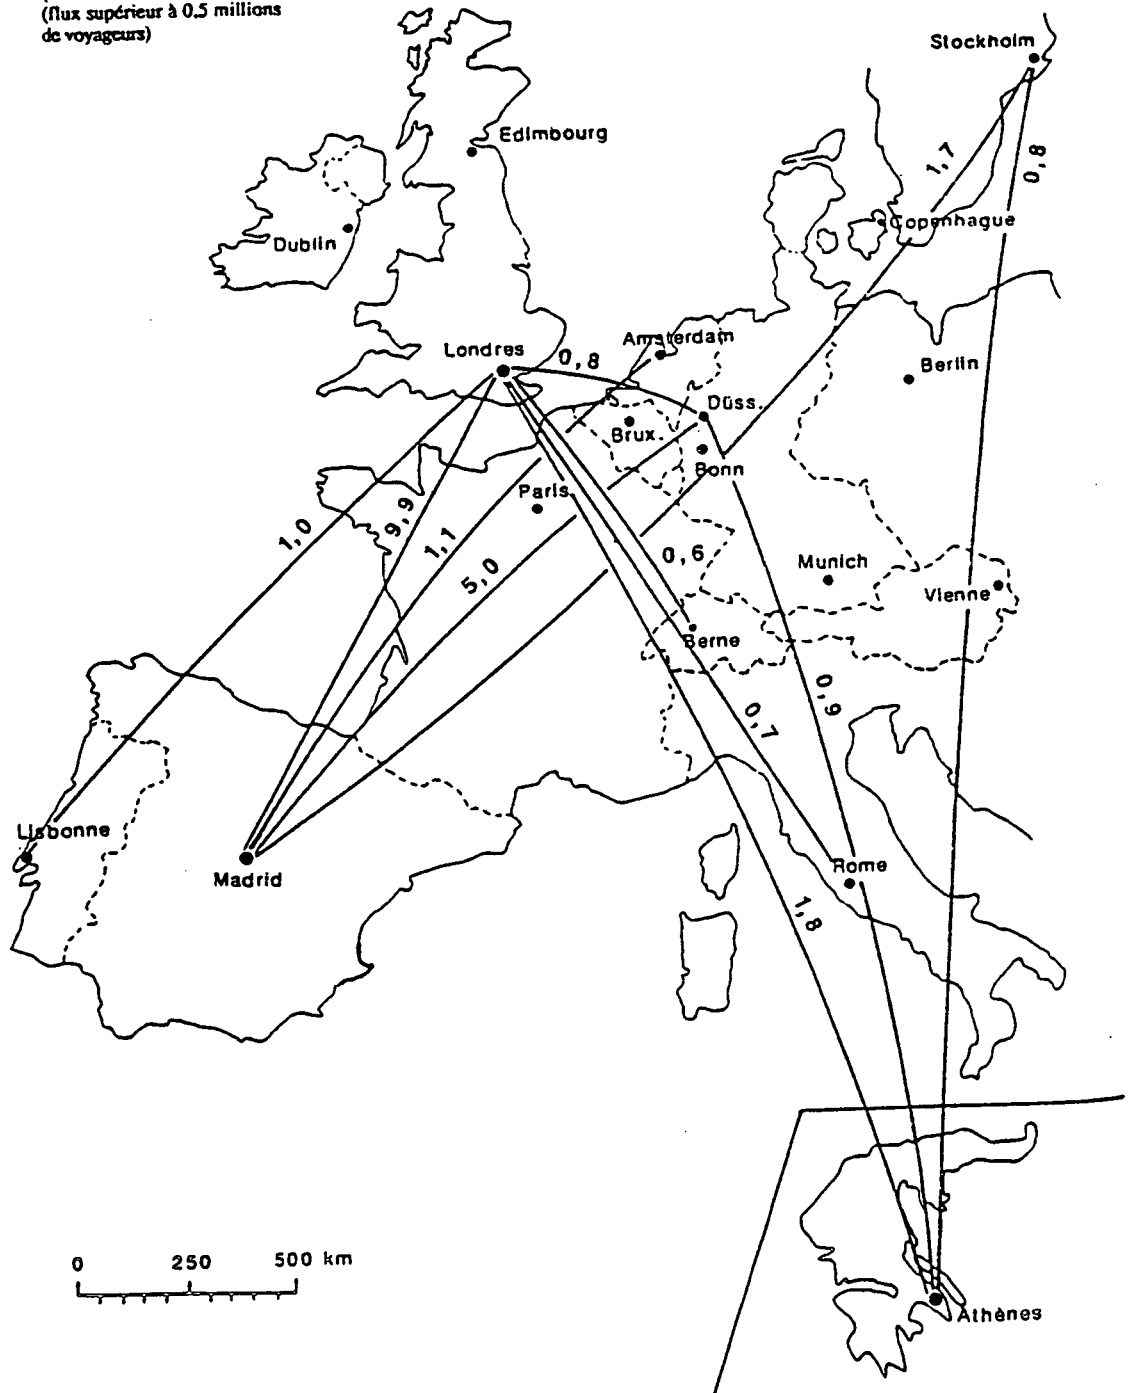 (flux supérieur à 0.5 millions
de voyageurs)
Stockholm
Edimbourg
1,7
0,8
Copenhague
Dublin
Amsterdam
Londres
0,8
Berlin
Düss.
Brux.
Bonn
Paris
1,0
9,9
1,1
5,0
0,6
Munich
Vienne
Berne
0,7
0,9
Lisbonne
Madrid
Rome
1,8
0 250 500 km
Athènes